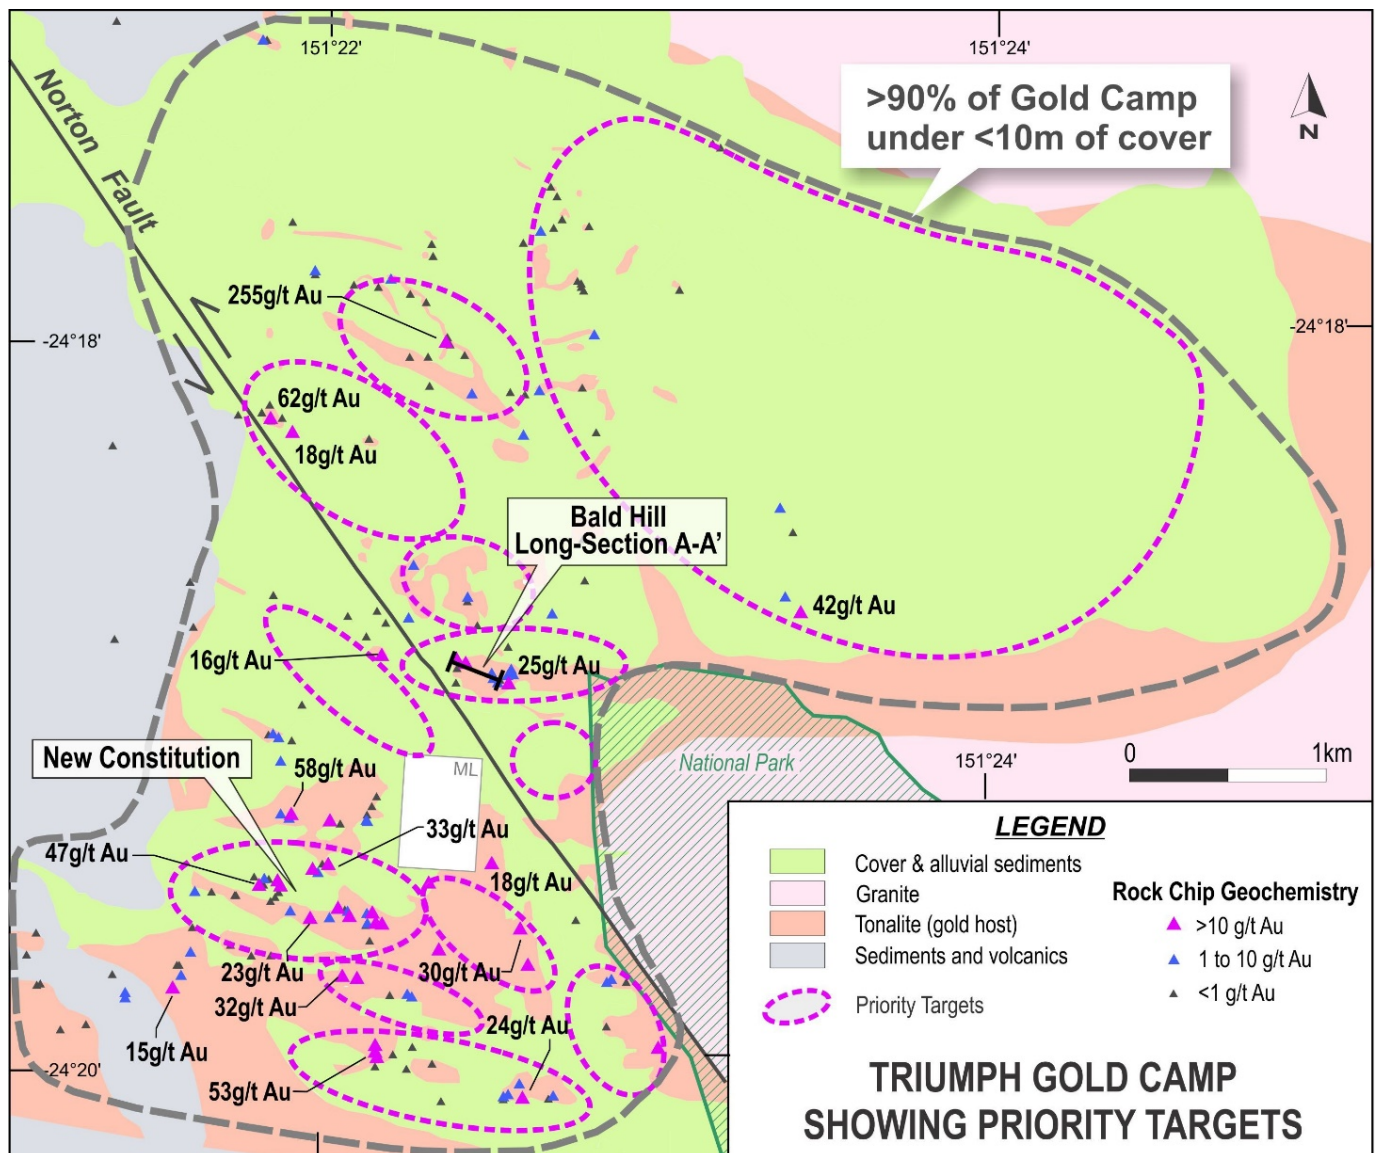 151°22'
151°24'
>90% of Gold Camp
under <10m of cover
N
Norton Fault
255g/t Au
-24°18'
-24°18'
62g/t Au
18g/t Au
Bald Hill
Long-Section A-A’
42g/t Au
16g/t Au
25g/t Au
New Constitution
58g/t Au
ML
National Park
151°24'
0 1km
47g/t Au
33g/t Au
18g/t Au
23g/t Au
30g/t Au
32g/t Au
15g/t Au
24g/t Au
-24°20'
53g/t Au
LEGEND
Cover & alluvial sediments
Granite
Tonalite (gold host)
Sediments and volcanics
Priority Targets
Rock Chip Geochemistry
>10 g/t Au
1 to 10 g/t Au
<1 g/t Au
TRIUMPH GOLD CAMP
SHOWING PRIORITY TARGETS